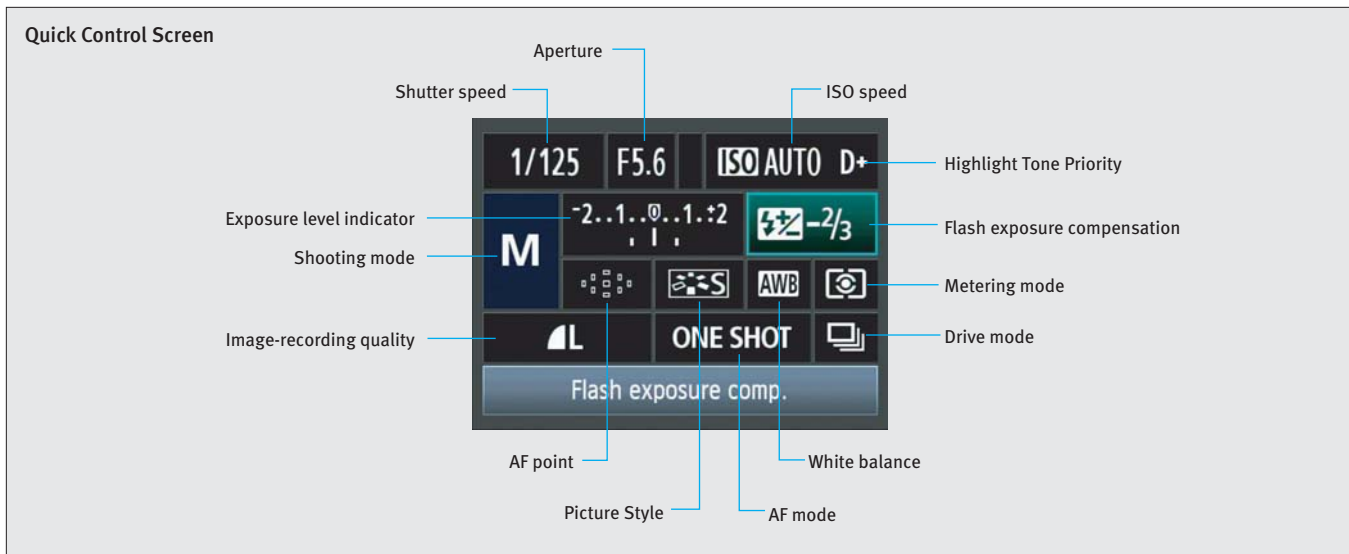 Quick Control Screen
Aperture
Shutter speed
ISO speed
1/125 F5.6 ISO AUTO D+
Highlight Tone Priority
Exposure level indicator
-2..1..0..1..+2
-2/3
Flash exposure compensation
Shooting mode
M
S
AWB
Metering mode
Image-recording quality
L
ONE SHOT
Drive mode
Flash exposure comp.
AF point
White balance
Picture Style
AF mode